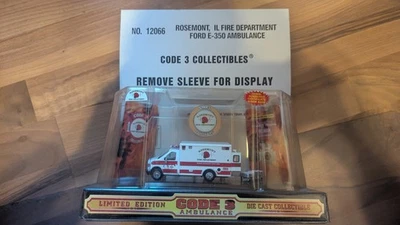 NO. 12066 ROSEMONT, IL FIRE DEPARTMENT
FORD E-350 AMBULANCE
CODE 3 COLLECTIBLES®
REMOVE SLEEVE FOR DISPLAY
LIMITED EDITION
CODE 3
AMBULANCE
DIE CAST COLLECTIBLE